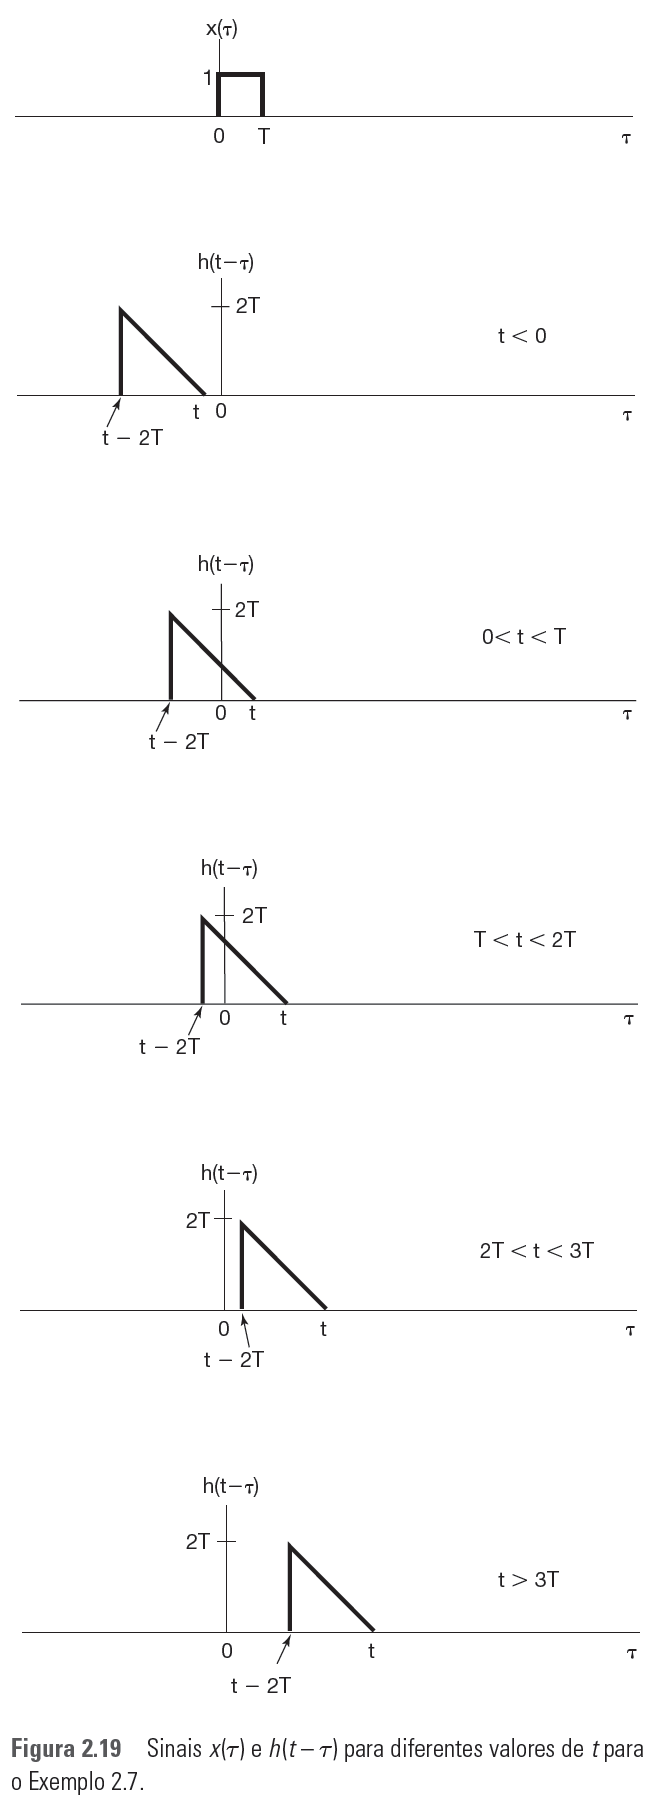 x(τ)
1
0 T τ
h(t−τ)
2T
t < 0
t 0 τ
t − 2T
h(t−τ)
2T
0< t < T
0 t τ
t − 2T
h(t−τ)
2T
T < t < 2T
0 t τ
t − 2T
h(t−τ)
2T
2T < t < 3T
0 t τ
t − 2T
h(t−τ)
2T
t > 3T
0 t τ
t − 2T
Figura 2.19 Sinais x(τ) e h(t − τ) para diferentes valores de t para
o Exemplo 2.7.